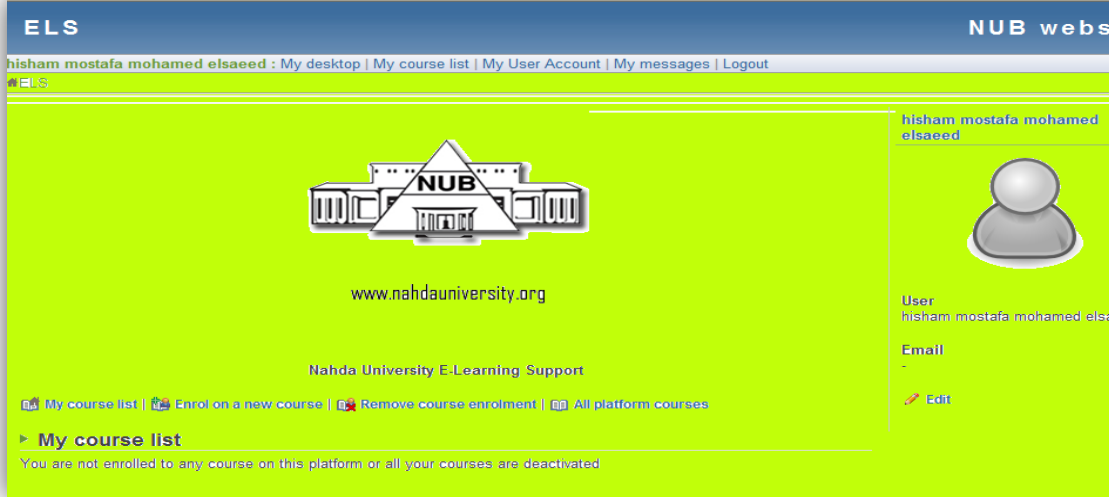 ELS
NUB webs
hisham mostafa mohamed elsaeed : My desktop | My course list | My User Account | My messages | Logout
ELS
NUB
www.nahdauniversity.org
Nahda University E-Learning Support
My course list | Enrol on a new course | Remove course enrolment | All platform courses
My course list
You are not enrolled to any course on this platform or all your courses are deactivated
hisham mostafa mohamed
elsaeed
User
hisham mostafa mohamed elsa
Email
-
Edit